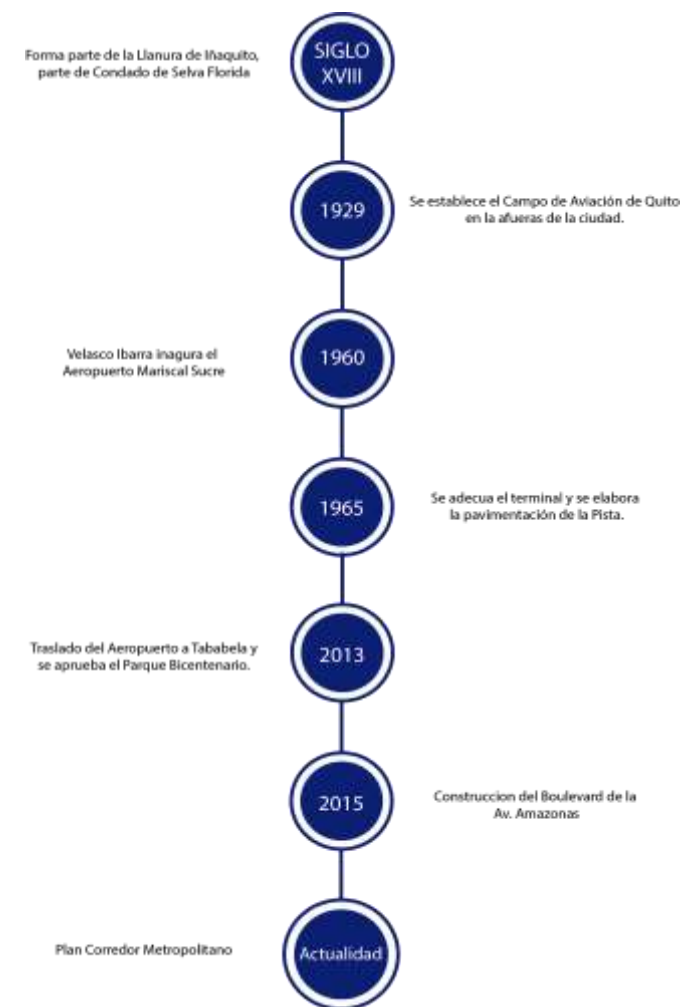 Forma parte de la Llanura de Iñaquito,
parte de Condado de Selva Florida
SIGLO
XVIII
1929
Se establece el Campo de Aviación de Quito
en la afueras de la ciudad.
Velasco Ibarra inagura el
Aeropuerto Mariscal Sucre
1960
1965
Se adecua el terminal y se elabora
la pavimentación de la Pista.
Traslado del Aeropuerto a Tababela y
se aprueba el Parque Bicentenario.
2013
2015
Construccion del Boulevard de la
Av. Amazonas
Plan Corredor Metropolitano
Actualidad